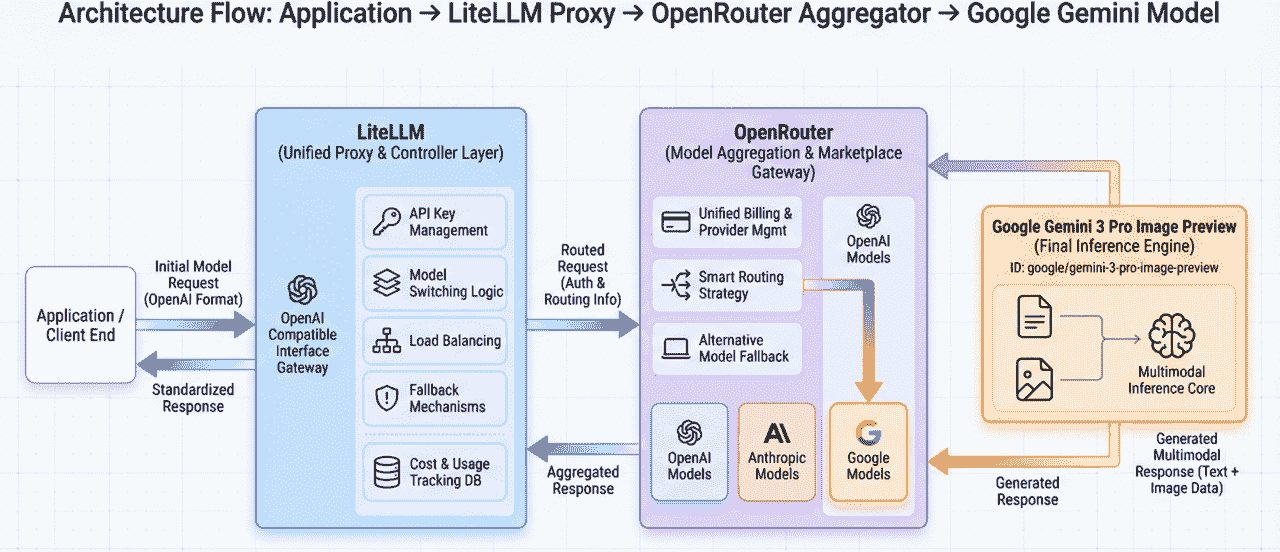 Architecture Flow: Application → LiteLLM Proxy → OpenRouter Aggregator → Google Gemini Model
Application /
Client End
Initial Model
Request
(OpenAI Format)
Standardized
Response
LiteLLM
(Unified Proxy & Controller Layer)
OpenAI
Compatible
Interface
Gateway
API Key
Management
Model
Switching Logic
Load Balancing
Fallback
Mechanisms
Cost & Usage
Tracking DB
Routed
Request
(Auth &
Routing Info)
Aggregated
Response
OpenRouter
(Model Aggregation & Marketplace
Gateway)
Unified Billing &
Provider Mgmt
Smart Routing
Strategy
Alternative
Model Fallback
OpenAI
Models
OpenAI
Models
Anthropic
Models
Google
Models
Google Gemini 3 Pro Image Preview
(Final Inference Engine)
ID: google/gemini-3-pro-image-preview
Multimodal
Inference Core
Generated
Response
Generated
Multimodal
Response (Text +
Image Data)